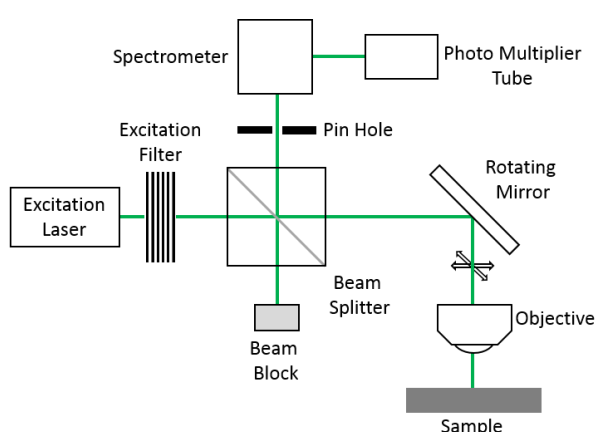 Spectrometer
Photo Multiplier
Tube
Pin Hole
Excitation
Filter
Rotating
Mirror
Excitation
Laser
Beam
Splitter
Objective
Beam
Block
Sample